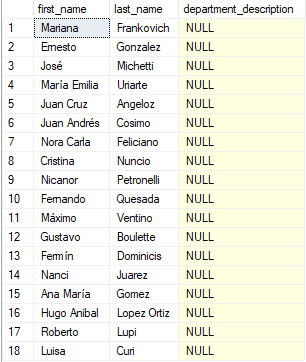 first_name last_name department_description
1 Mariana Frankovich NULL
2 Ernesto Gonzalez NULL
3 José Michetti NULL
4 María Emilia Uriarte NULL
5 Juan Cruz Angeloz NULL
6 Juan Andrés Cosimo NULL
7 Nora Carla Feliciano NULL
8 Cristina Nuncio NULL
9 Nicanor Petronelli NULL
10 Fernando Quesada NULL
11 Máximo Ventino NULL
12 Gustavo Boulette NULL
13 Fermín Dominicis NULL
14 Nanci Juarez NULL
15 Ana María Gomez NULL
16 Hugo Anibal Lopez Ortiz NULL
17 Roberto Lupi NULL
18 Luisa Curi NULL